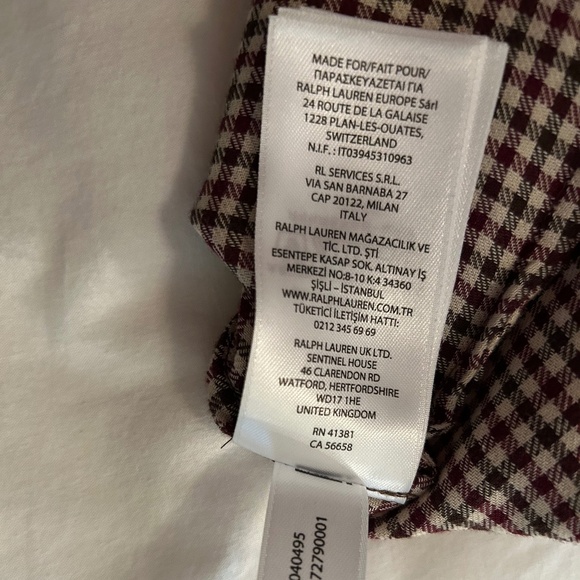 MADE FOR/FAIT POUR/
ΠΑΡΑΣΚΕΥΑΖΕΤΑΙ ΓΙΑ
RALPH LAUREN EUROPE Sárl
24 ROUTE DE LA GALAISE
1228 PLAN-LES-OUATES,
SWITZERLAND
N.I.F. : IT03945310963
RL SERVICES S.R.L.
VIA SAN BARNABA 27
CAP 20122, MILAN
ITALY
RALPH LAUREN MAĞAZACILIK VE
TİC. LTD. ŞTİ
ESENTEPE KASAP SOK. ALTINAY İŞ
MERKEZİ NO:8-10 K:4 34360
ŞİŞLİ – İSTANBUL
WWW.RALPHLAUREN.COM.TR
TÜKETİCİ İLETİŞİM HATTI:
0212 345 69 69
RALPH LAUREN UK LTD.
SENTINEL HOUSE
46 CLARENDON RD
WATFORD, HERTFORDSHIRE
WD17 1HE
UNITED KINGDOM
RN 41381
CA 56658
040495
72790001